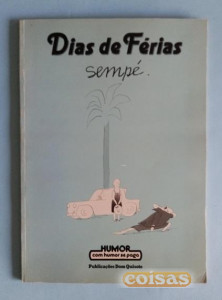 Dias de Férias
sempé.
HUMOR
com humor se paga
Publicações Dom Quixote
coisas